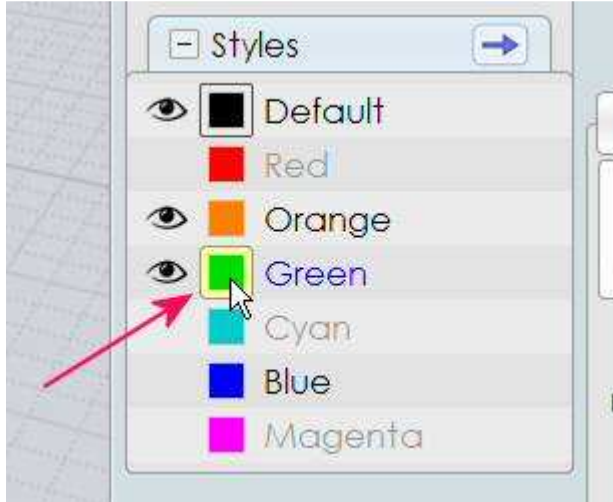 Styles
Default
Red
Orange
Green
Cyan
Blue
Magenta